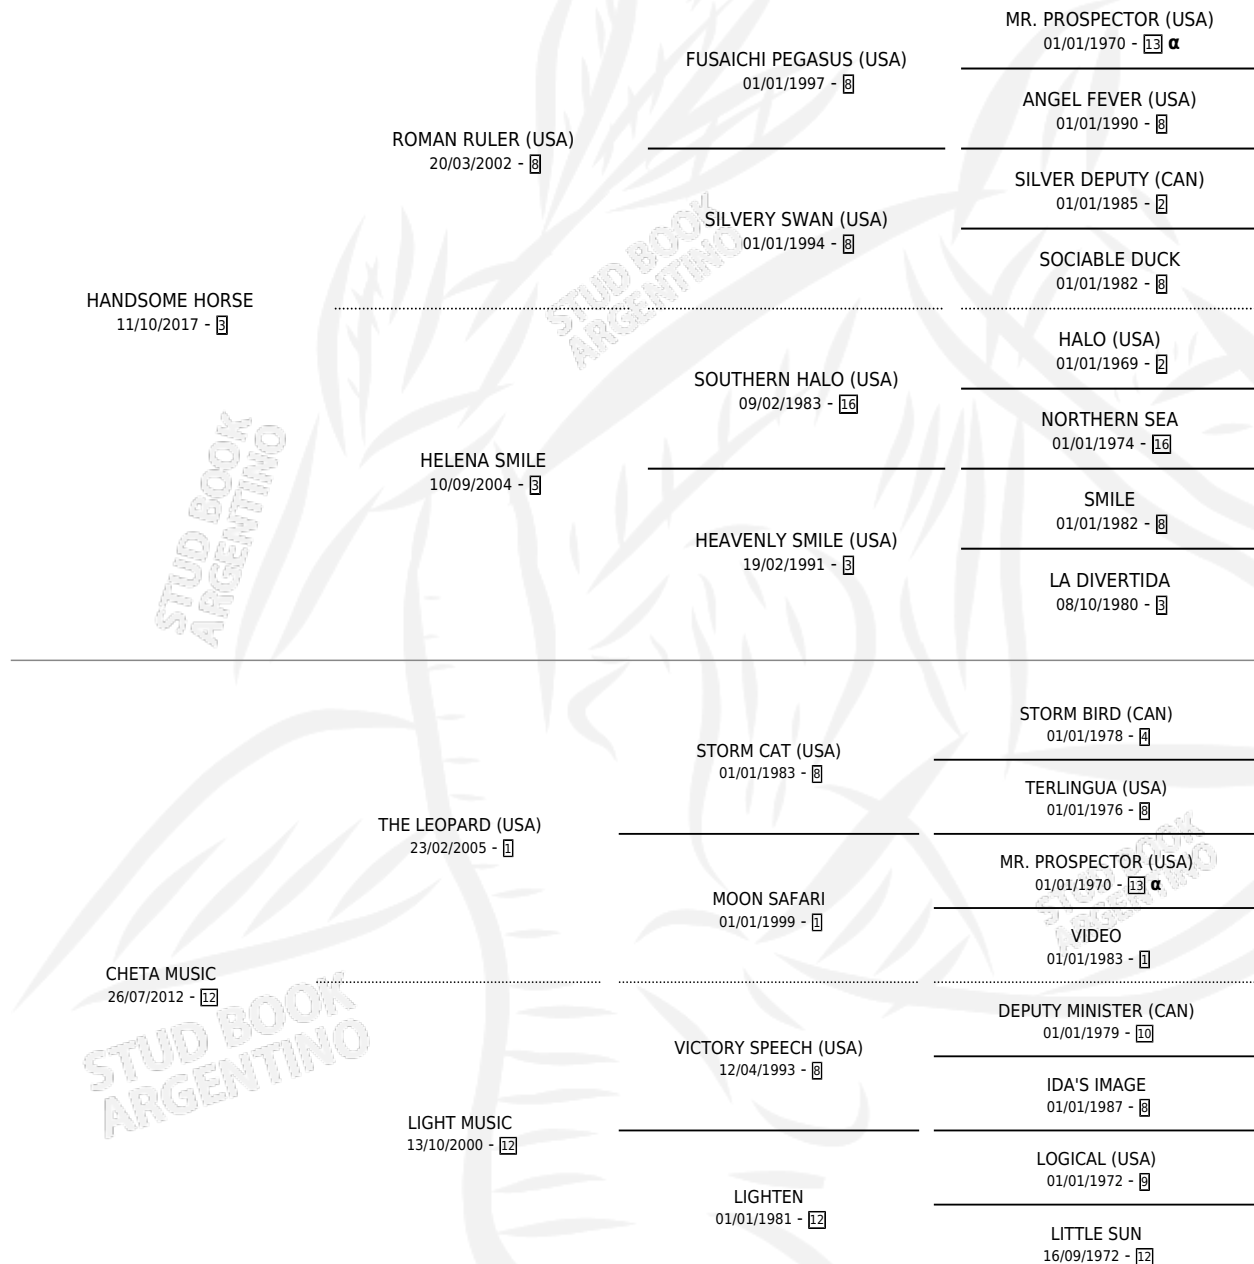 MR. PROSPECTOR (USA)
01/01/1970 - 13 α
FUSAICHI PEGASUS (USA)
01/01/1997 - 8
ANGEL FEVER (USA)
01/01/1990 - 8
ROMAN RULER (USA)
20/03/2002 - 8
SILVER DEPUTY (CAN)
01/01/1985 - 2
SILVERY SWAN (USA)
01/01/1994 - 8
SOCIABLE DUCK
01/01/1982 - 8
HANDSOME HORSE
11/10/2017 - 3
HALO (USA)
01/01/1969 - 2
SOUTHERN HALO (USA)
09/02/1983 - 16
NORTHERN SEA
01/01/1974 - 16
HELENA SMILE
10/09/2004 - 3
SMILE
01/01/1982 - 8
HEAVENLY SMILE (USA)
19/02/1991 - 3
LA DIVERTIDA
08/10/1980 - 3
STORM BIRD (CAN)
01/01/1978 - 4
STORM CAT (USA)
01/01/1983 - 8
TERLINGUA (USA)
01/01/1976 - 8
THE LEOPARD (USA)
23/02/2005 - 1
MR. PROSPECTOR (USA)
01/01/1970 - 13 α
MOON SAFARI
01/01/1999 - 1
VIDEO
01/01/1983 - 1
CHETA MUSIC
26/07/2012 - 12
DEPUTY MINISTER (CAN)
01/01/1979 - 10
VICTORY SPEECH (USA)
12/04/1993 - 8
IDA'S IMAGE
01/01/1987 - 8
LIGHT MUSIC
13/10/2000 - 12
LOGICAL (USA)
01/01/1972 - 9
LIGHTEN
01/01/1981 - 12
LITTLE SUN
16/09/1972 - 12
STUD BOOK
ARGENTINO
STUD BOOK
ARGENTINO
STUD BOOK
ARGENTINO
STUD BOOK
ARGENTINO